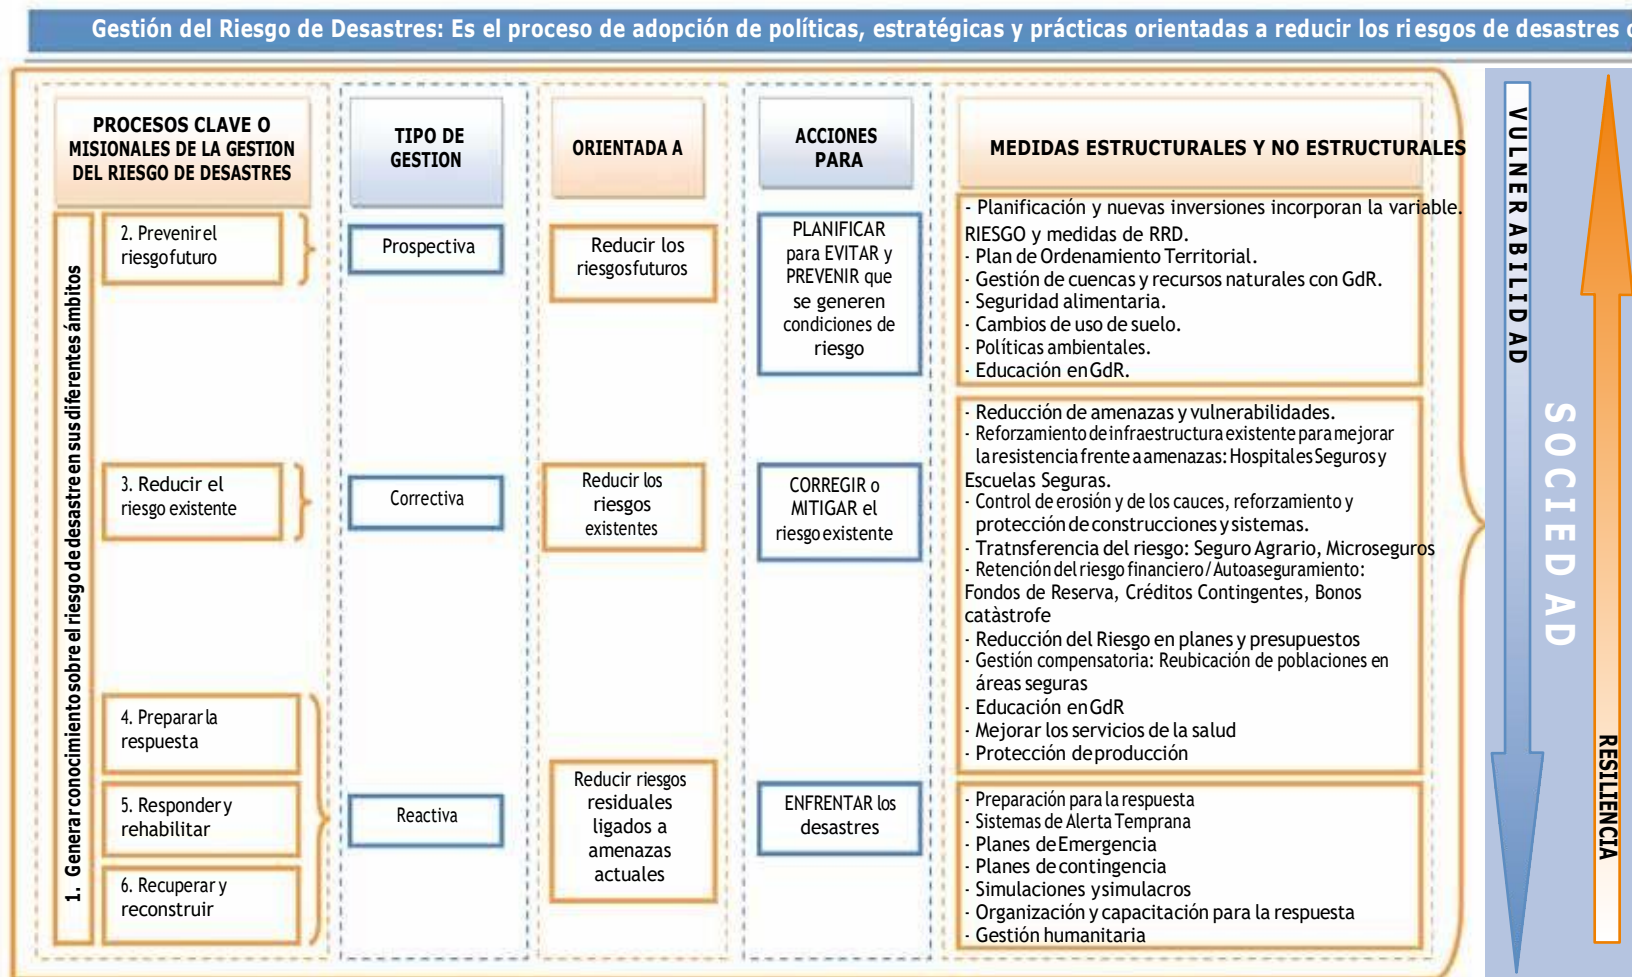 Gestión del Riesgo de Desastres: Es el proceso de adopción de políticas, estratégicas y prácticas orientadas a reducir los riesgos de desastres
PROCESOS CLAVE O
MISIONALES DE LA GESTION
DEL RIESGO DE DESASTRES
TIPO DE
GESTION
ORIENTADA A
ACCIONES
PARA
MEDIDAS ESTRUCTURALES Y NO ESTRUCTURALES
1. Generar conocimiento sobre el riesgo de desastre en sus diferentes ámbitos
2. Prevenir el
riesgo futuro
Prospectiva
Reducir los
riesgos futuros
PLANIFICAR
para EVITAR y
PREVENIR que
se generen
condiciones de
riesgo
- Planificación y nuevas inversiones incorporan la variable.
RIESGO y medidas de RRD.
- Plan de Ordenamiento Territorial.
- Gestión de cuencas y recursos naturales con GdR.
- Seguridad alimentaria.
- Cambios de uso de suelo.
- Políticas ambientales.
- Educación en GdR.
3. Reducir el
riesgo existente
Correctiva
Reducir los
riesgos
existentes
CORREGIR o
MITIGAR el
riesgo existente
- Reducción de amenazas y vulnerabilidades.
- Reforzamiento de infraestructura existente para mejorar
la resistencia frente a amenazas: Hospitales Seguros y
Escuelas Seguras.
- Control de erosión y de los cauces, reforzamiento y
protección de construcciones y sistemas.
- Tratnsferencia del riesgo: Seguro Agrario, Microseguros
- Retención del riesgo financiero/ Autoaseguramiento:
Fondos de Reserva, Créditos Contingentes, Bonos
catàstrofe
- Reducción del Riesgo en planes y presupuestos
- Gestión compensatoria: Reubicación de poblaciones en
áreas seguras
- Educación en GdR
- Mejorar los servicios de la salud
- Protección de producción
4. Preparar la
respuesta
5. Responder y
rehabilitar
6. Recuperar y
reconstruir
Reactiva
Reducir riesgos
residuales
ligados a
amenazas
actuales
ENFRENTAR los
desastres
- Preparación para la respuesta
- Sistemas de Alerta Temprana
- Planes de Emergencia
- Planes de contingencia
- Simulaciones y simulacros
- Organización y capacitación para la respuesta
- Gestión humanitaria
VULNERABILIDAD
SOCIEDAD
RESILIENCIA